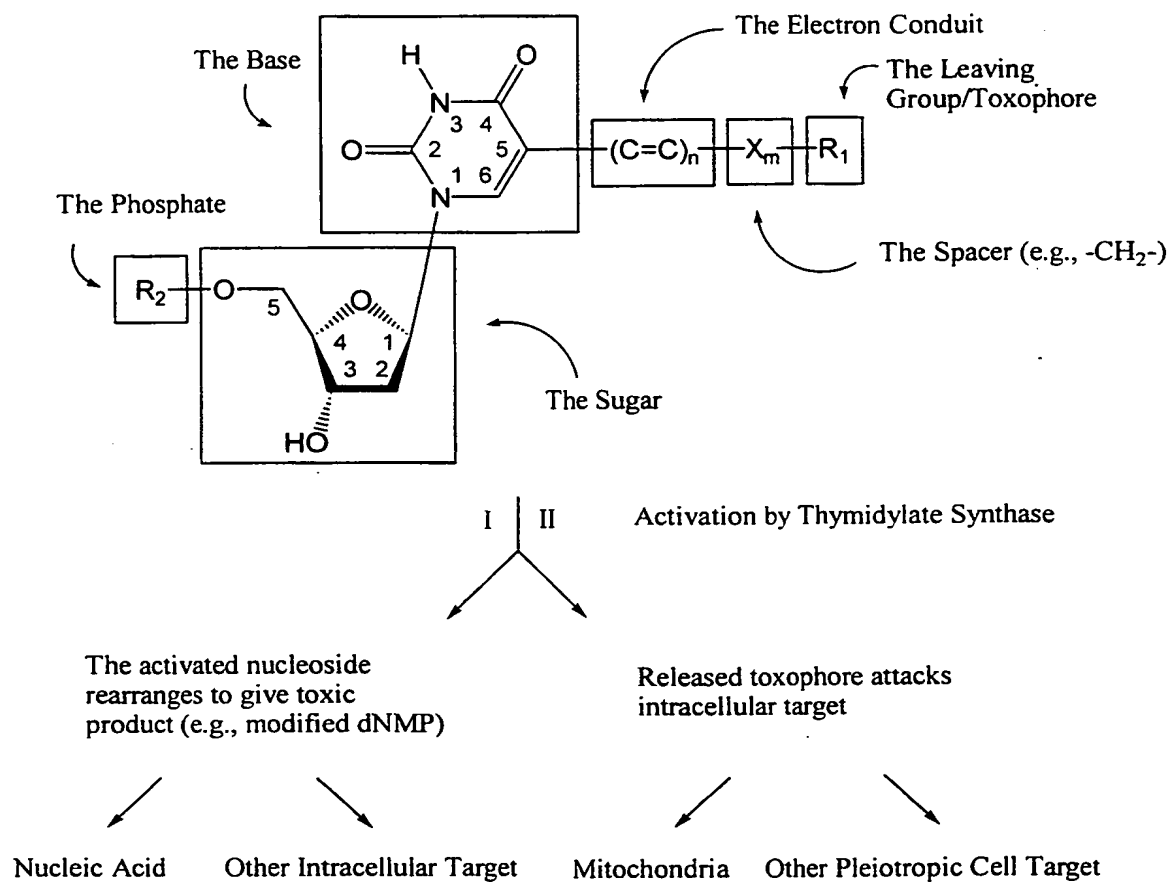 The Electron Conduit
The Base
The Leaving
Group/Toxophore
H
O
N
3
4
O
2
5
(C=C)n
Xm
R1
1
6
N
The Phosphate
The Spacer (e.g., -CH2-)
R2
O
5
O
4
1
3
2
The Sugar
HO
I
II
Activation by Thymidylate Synthase
The activated nucleoside
rearranges to give toxic
product (e.g., modified dNMP)
Released toxophore attacks
intracellular target
Nucleic Acid
Other Intracellular Target
Mitochondria
Other Pleiotropic Cell Target